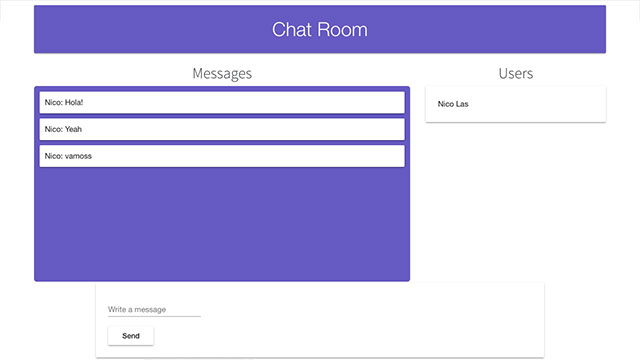 Chat Room
Messages
Users
Nico: Hola!
Nico Las
Nico: Yeah
Nico: vamoss
Write a message
Send